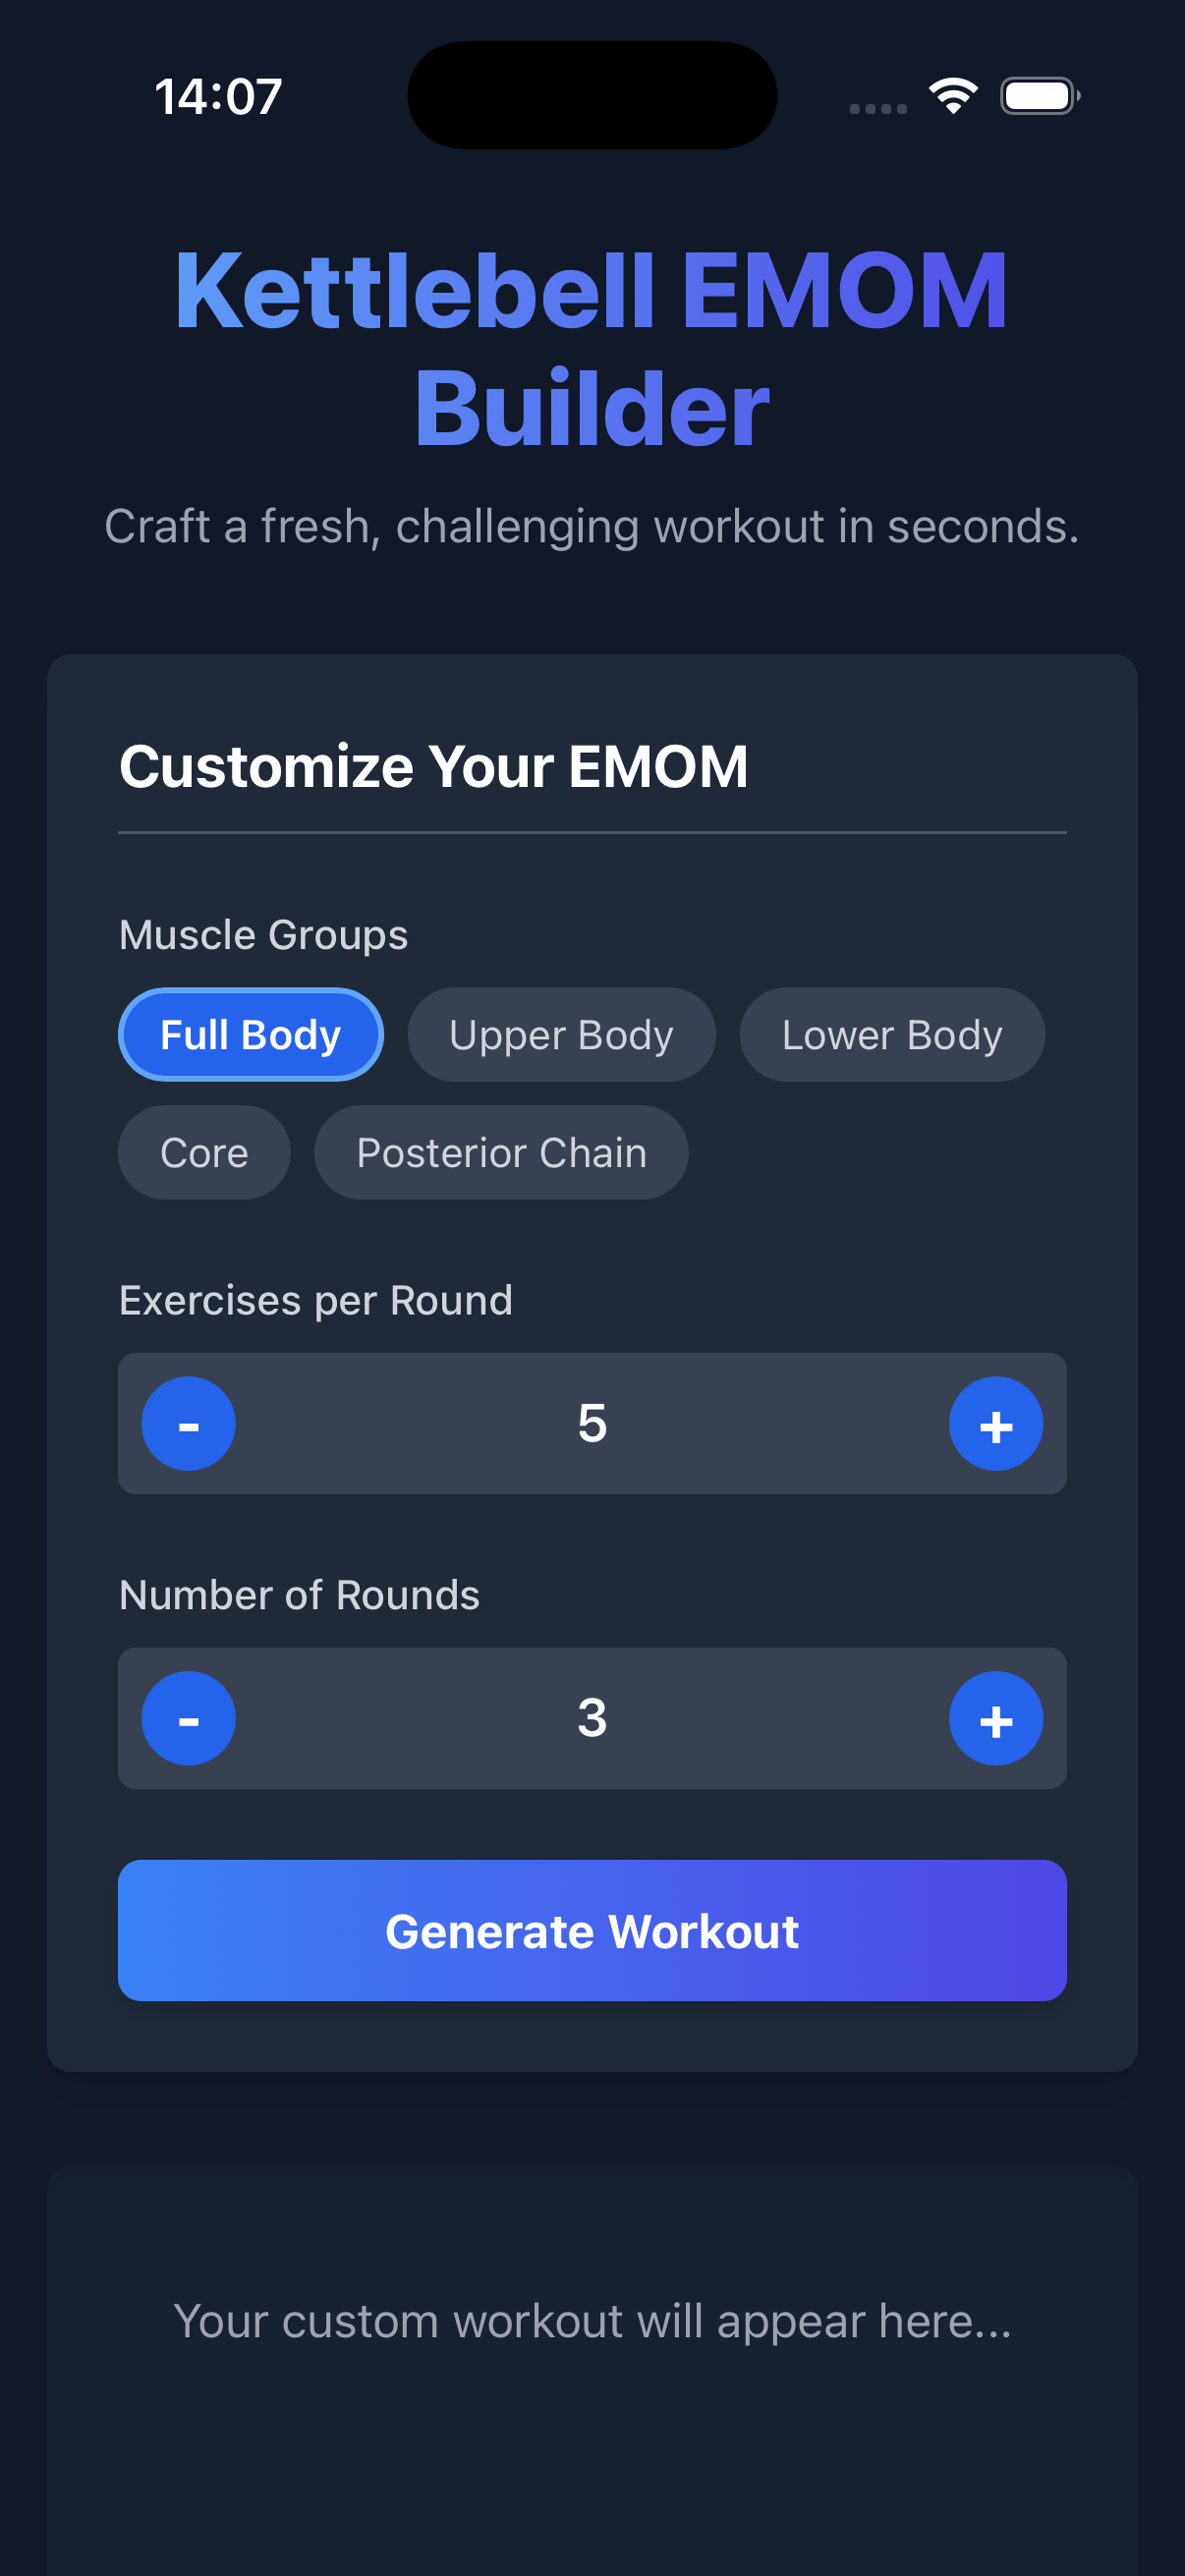 14:07
Kettlebell EMOM
Builder
Craft a fresh, challenging workout in seconds.
Customize Your EMOM
Muscle Groups
Full Body
Upper Body
Lower Body
Core
Posterior Chain
Exercises per Round
- 5 +
Number of Rounds
- 3 +
Generate Workout
Your custom workout will appear here...